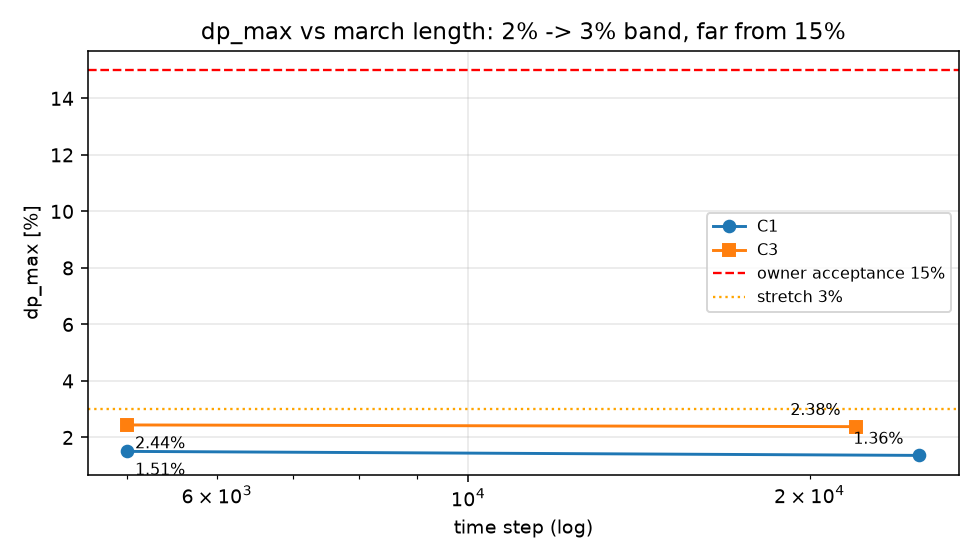 dp_max vs march length: 2% -> 3% band, far from 15%
dp_max [%]
14
12
10
8
6
4
2
C1
C3
owner acceptance 15%
stretch 3%
2.44%
1.51%
2.38%
1.36%
6 × 10³
10⁴
2 × 10⁴
time step (log)